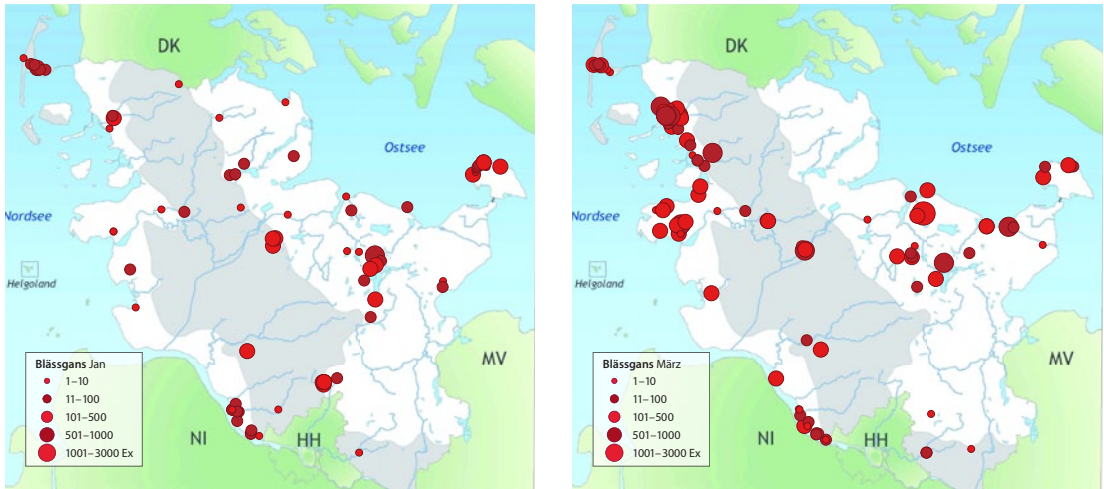 DK
Ostsee
Nordsee
Helgoland
MV
NI
HH
Blässgans Jan
1–10
11–100
101–500
501–1000
1001–3000 Ex
DK
Ostsee
Nordsee
Helgoland
MV
NI
HH
Blässgans März
1–10
11–100
101–500
501–1000
1001–3000 Ex